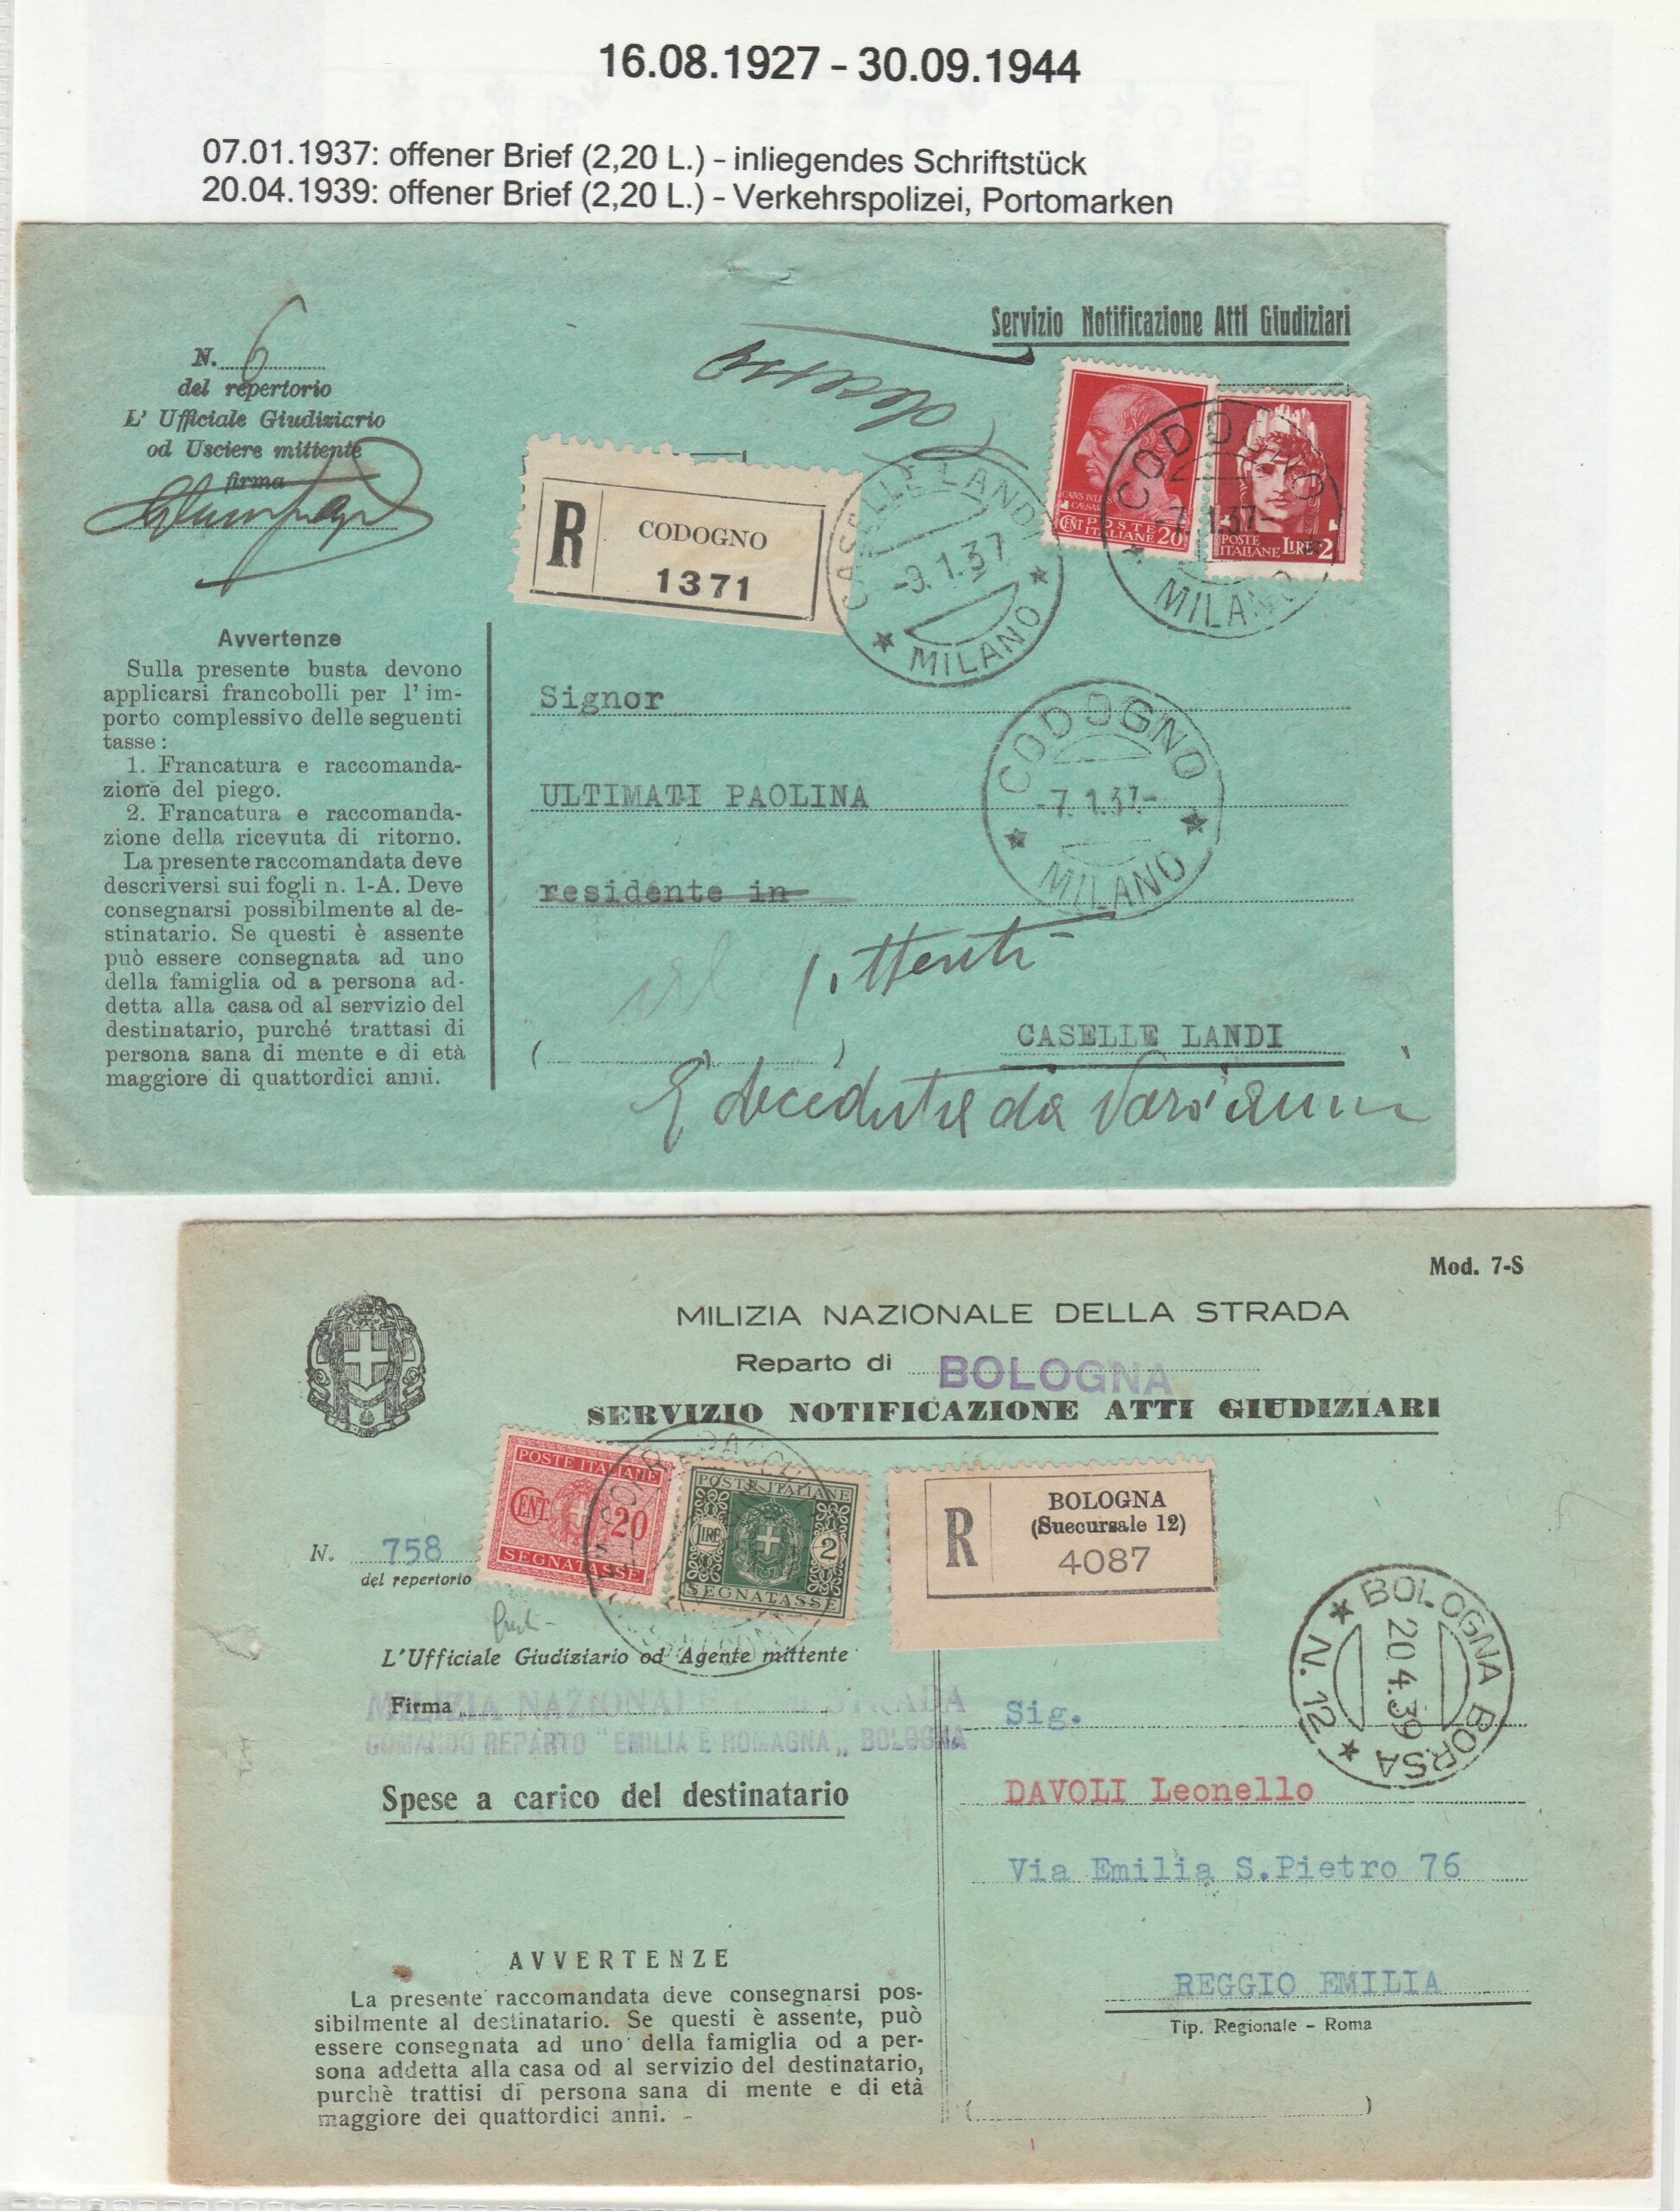 16.08.1927 – 30.09.1944
07.01.1937: offener Brief (2,20 L.) – inliegendes Schriftstück
20.04.1939: offener Brief (2,20 L.) – Verkehrspolizei, Portomarken
Servizio Notificazione Atti Giudiziari
N. 6
del repertorio
L' Ufficiale Giudiziario
od Usciere mittente
firma
R
CODOGNO
1371
CASELLE LANDI
-9.1.37
MILANO
CAIVS IVLIVS
CAESAR
CENT POSTE
ITALIANE 20
POSTE
ITALIANE LIRE 2
CODOGNO
-7.1.37-
MILANO
Avvertenze
Sulla presente busta devono
applicarsi francobolli per l' im-
porto complessivo delle seguenti
tasse :
1. Francatura e raccomanda-
zione del piego.
2. Francatura e raccomanda-
zione della ricevuta di ritorno.
La presente raccomandata deve
descriversi sui fogli n. 1-A. Deve
consegnarsi possibilmente al de-
stinatario. Se questi è assente
può essere consegnata ad uno
della famiglia od a persona ad-
detta alla casa od al servizio del
destinatario, purché trattasi di
persona sana di mente e di età
maggiore di quattordici anni.
Signor
ULTIMATI PAOLINA
residente in
CODOGNO
-7.1.37-
MILANO
CASELLE LANDI
E' deceduta da vari anni
Mod. 7-S
MILIZIA NAZIONALE DELLA STRADA
Reparto di BOLOGNA
SERVIZIO NOTIFICAZIONE ATTI GIUDIZIARI
POSTE ITALIANE
CENT. 20
SEGNATASSE
POSTE ITALIANE
LIRE 2
SEGNATASSE
R
BOLOGNA
(Succursale 12)
4087
N. 758
del repertorio
L'Ufficiale Giudiziario od Agente mittente
Firma
MILIZIA NAZIONALE DELLA STRADA
COMANDO REPARTO "EMILIA E ROMAGNA„ BOLOGNA
Spese a carico del destinatario
BOLOGNA BORSA
20.4.39
N. 12
Sig.
DAVOLI Leonello
Via Emilia S.Pietro 76
REGGIO EMILIA
Tip. Regionale - Roma
AVVERTENZE
La presente raccomandata deve consegnarsi pos-
sibilmente al destinatario. Se questi è assente, può
essere consegnata ad uno della famiglia od a per-
sona addetta alla casa od al servizio del destinatario,
purchè trattisi di persona sana di mente e di età
maggiore dei quattordici anni. -